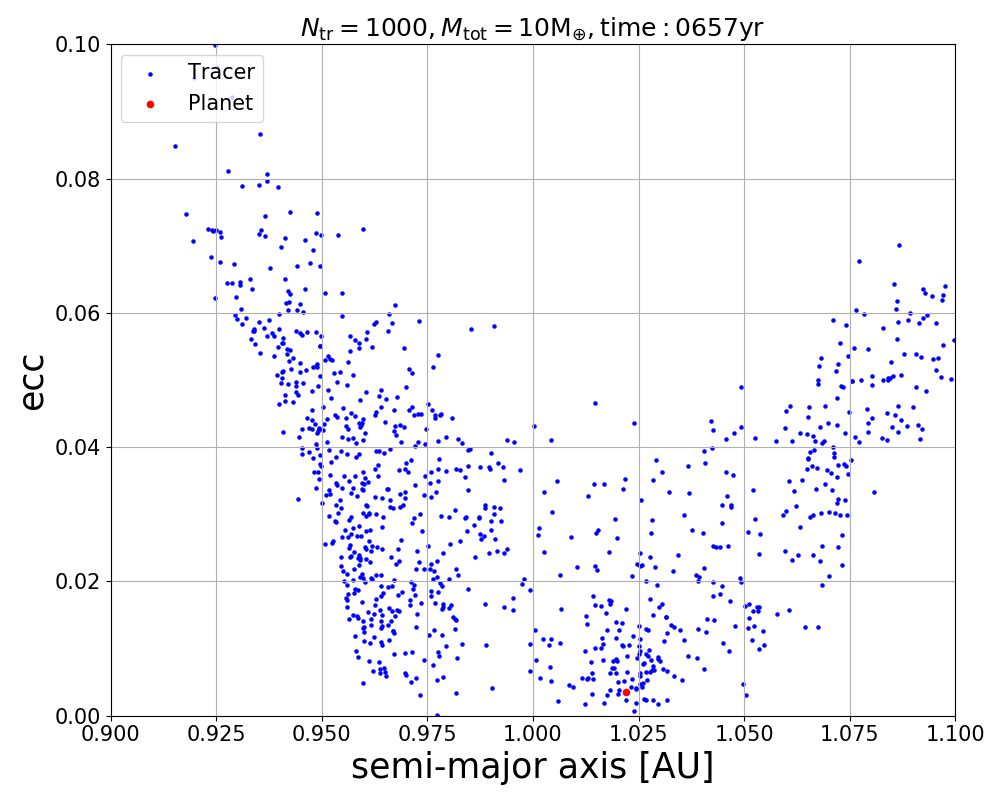 N_tr = 1000, M_tot = 10M_⊕, time : 0657yr
0.10
Tracer
Planet
0.08
0.06
ecc
0.04
0.02
0.00
0.900 0.925 0.950 0.975 1.000 1.025 1.050 1.075 1.100
semi-major axis [AU]